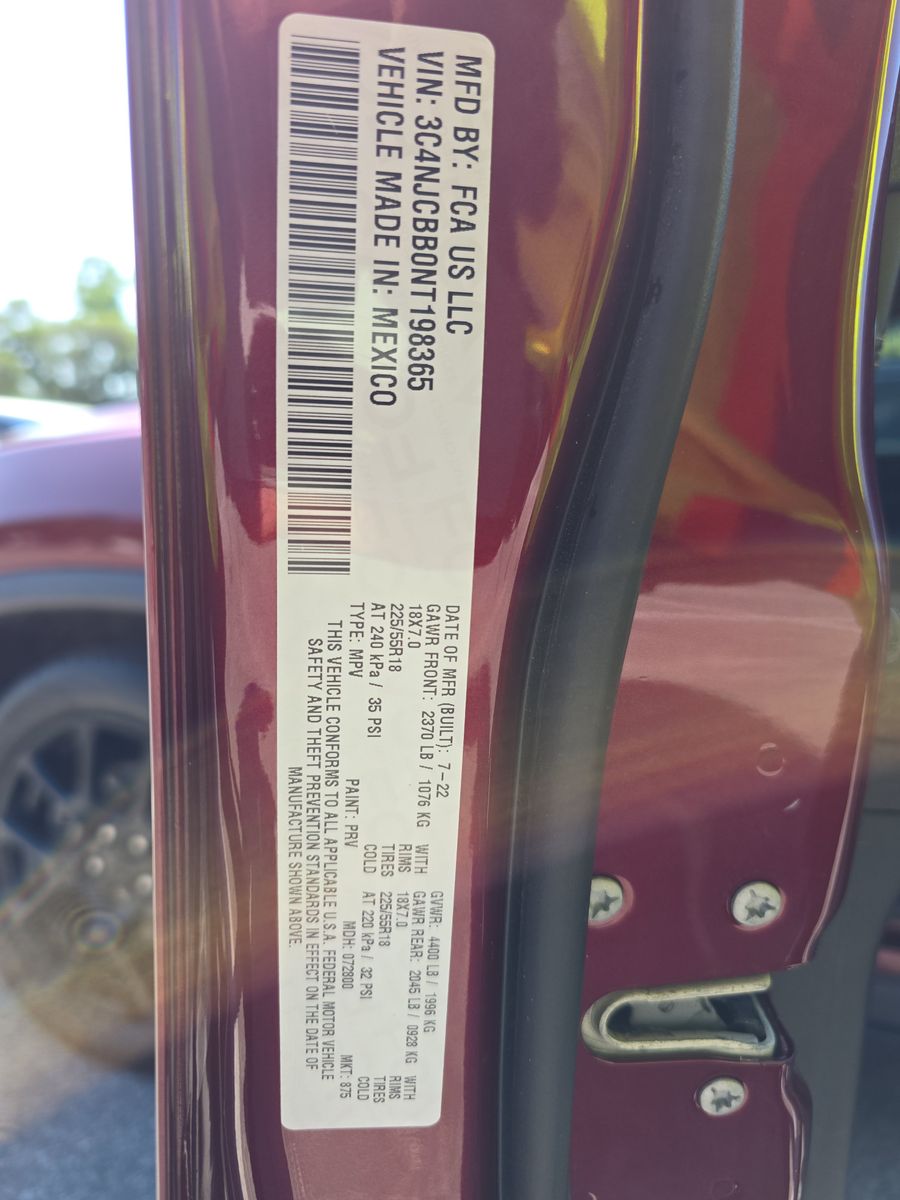 MFD BY: FCA US LLC
VIN: 3C4NJCBB0NT198365
VEHICLE MADE IN: MEXICO
DATE OF MFR (BUILT): 7-22 GVWR: 4400 LB / 1996 KG
GAWR FRONT: 2370 LB / 1076 KG WITH GAWR REAR: 2045 LB / 0928 KG WITH
18X7.0 RIMS 18X7.0 RIMS
225/55R18 TIRES 225/55R18 TIRES
AT 240 kPa / 35 PSI COLD AT 220 kPa / 32 PSI COLD
TYPE: MPV PAINT: PRV MDH: 072800 MKT: 875
THIS VEHICLE CONFORMS TO ALL APPLICABLE U.S.A. FEDERAL MOTOR VEHICLE
SAFETY AND THEFT PREVENTION STANDARDS IN EFFECT ON THE DATE OF
MANUFACTURE SHOWN ABOVE.